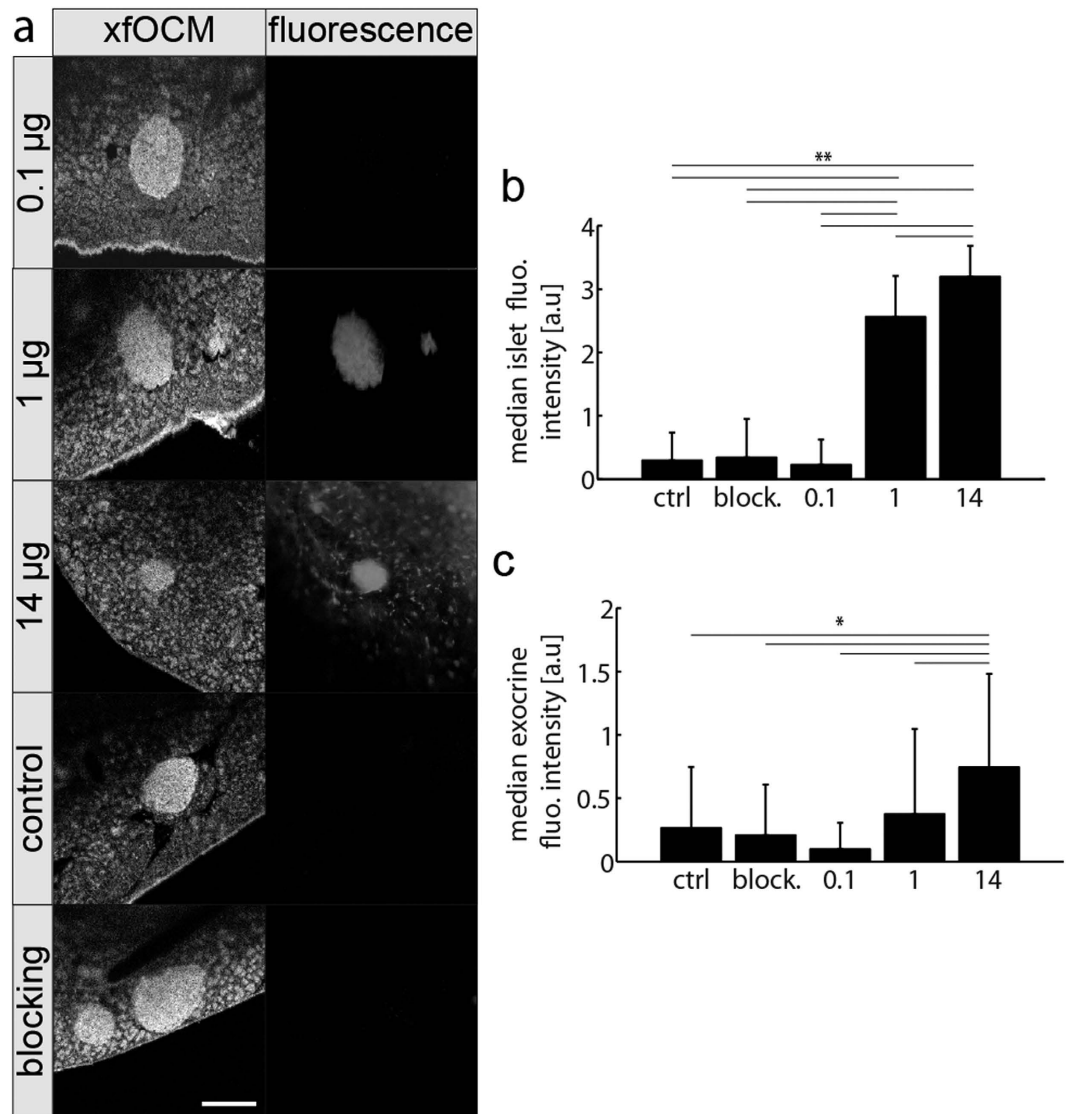 a
xfOCM
fluorescence
0.1 µg
1 µg
14 µg
control
blocking
b
**
median islet fluo.
intensity [a.u]
4
3
2
1
0
ctrl block. 0.1 1 14
c
*
median exocrine
fluo. intensity [a.u]
2
1.5
1
0.5
0
ctrl block. 0.1 1 14